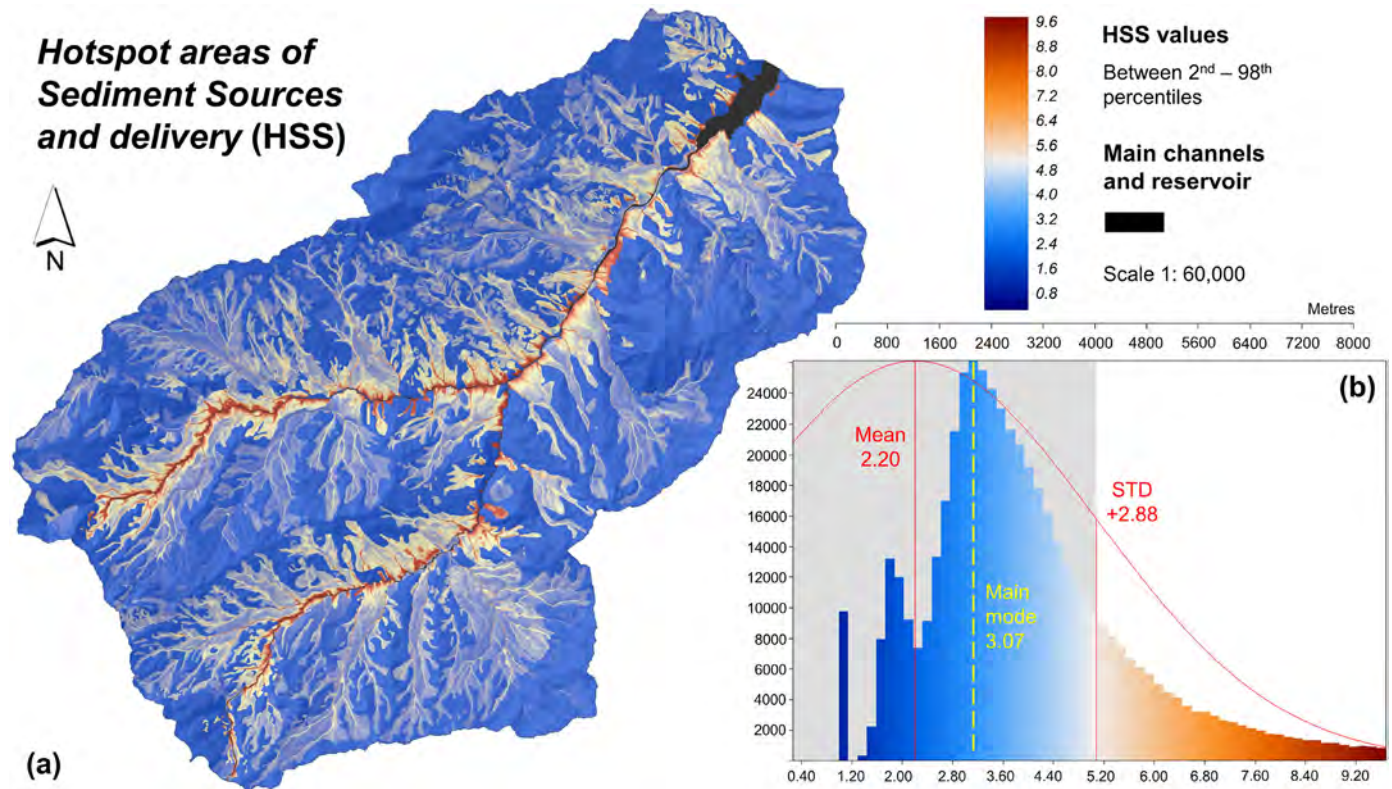 Hotspot areas of
Sediment Sources
and delivery (HSS)
N
(a)
9.6
8.8
8.0
7.2
6.4
5.6
4.8
4.0
3.2
2.4
1.6
0.8
HSS values
Between 2nd – 98th
percentiles
Main channels
and reservoir
Scale 1: 60,000
Metres
0 800 1600 2400 3200 4000 4800 5600 6400 7200 8000
(b)
24000
22000
20000
18000
16000
14000
12000
10000
8000
6000
4000
2000
Mean
2.20
STD
+2.88
Main
mode
3.07
0.40 1.20 2.00 2.80 3.60 4.40 5.20 6.00 7.60 8.40 9.20